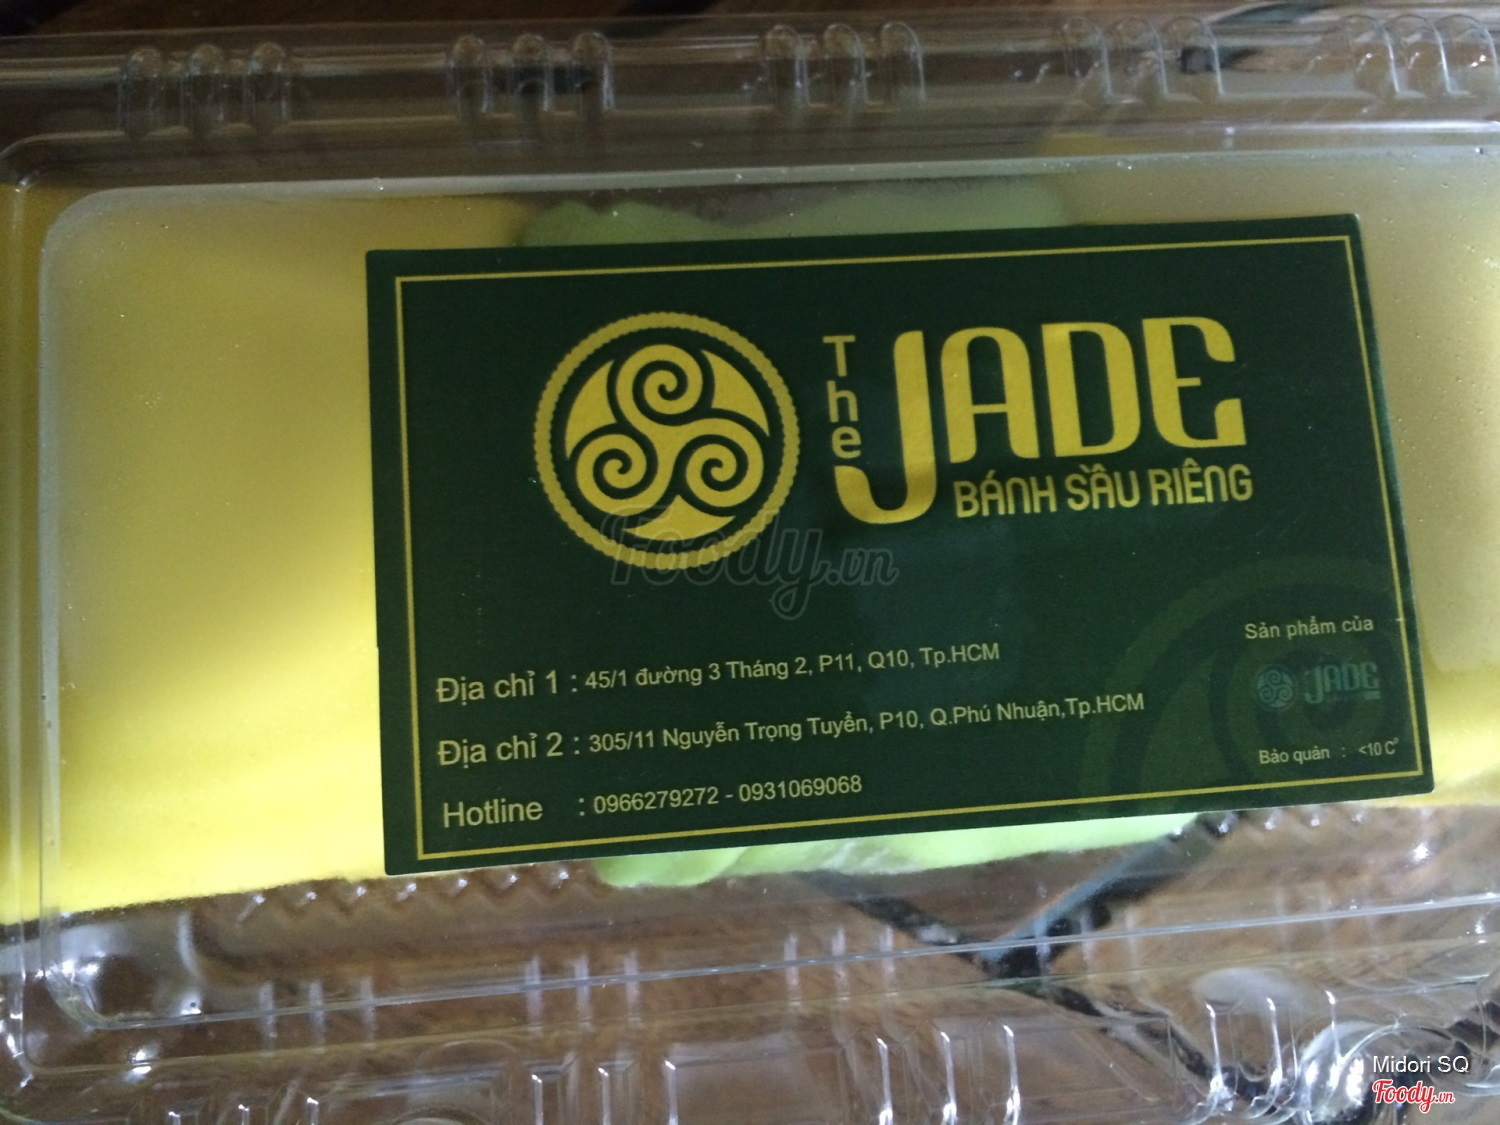 The
JADE
BÁNH SẦU RIÊNG
Foody.vn
Sản phẩm của
JADE
Địa chỉ 1 : 45/1 đường 3 Tháng 2, P11, Q10, Tp.HCM
Địa chỉ 2 : 305/11 Nguyễn Trọng Tuyển, P10, Q.Phú Nhuận,Tp.HCM
Bảo quản : <10 C°
Hotline : 0966279272 - 0931069068
Midori SQ
Foody.vn